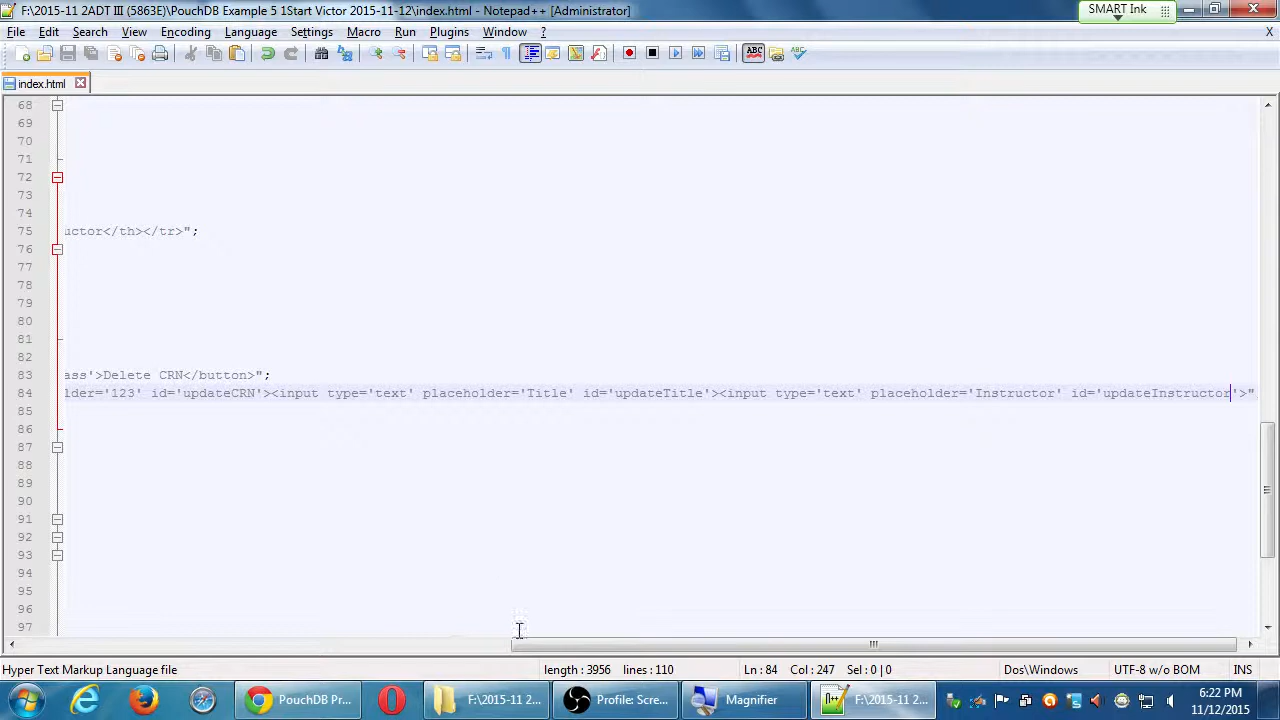 F:\2015-11 2ADT III (5863E)\PouchDB Example 5 1Start Victor 2015-11-12\index.html - Notepad++ [Administrator]
SMART Ink
File Edit Search View Encoding Language Settings Macro Run Plugins Window ? X
ABC ABC
index.html
68
69
70
71
72
73
74
75 uctor</th></tr>";
76
77
78
79
80
81
82
83 ass'>Delete CRN</button>";
84 lder='123' id='updateCRN'><input type='text' placeholder='Title' id='updateTitle'><input type='text' placeholder='Instructor' id='updateInstructor'>"
85
86
87
88
89
90
91
92
93
94
95
96
97
Hyper Text Markup Language file length : 3956 lines : 110 Ln : 84 Col : 247 Sel : 0 | 0 Dos\Windows UTF-8 w/o BOM INS
PouchDB Pr... F:\2015-11 2... Profile: Scre... Magnifier F:\2015-11 2... 6:22 PM
11/12/2015